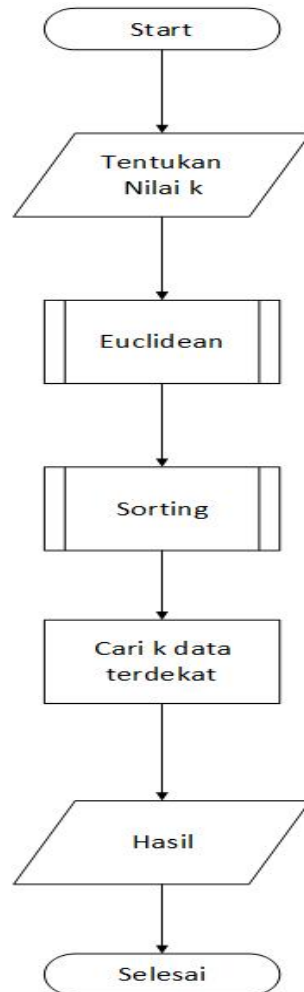 Start
Tentukan
Nilai k
Euclidean
Sorting
Cari k data
terdekat
Hasil
Selesai